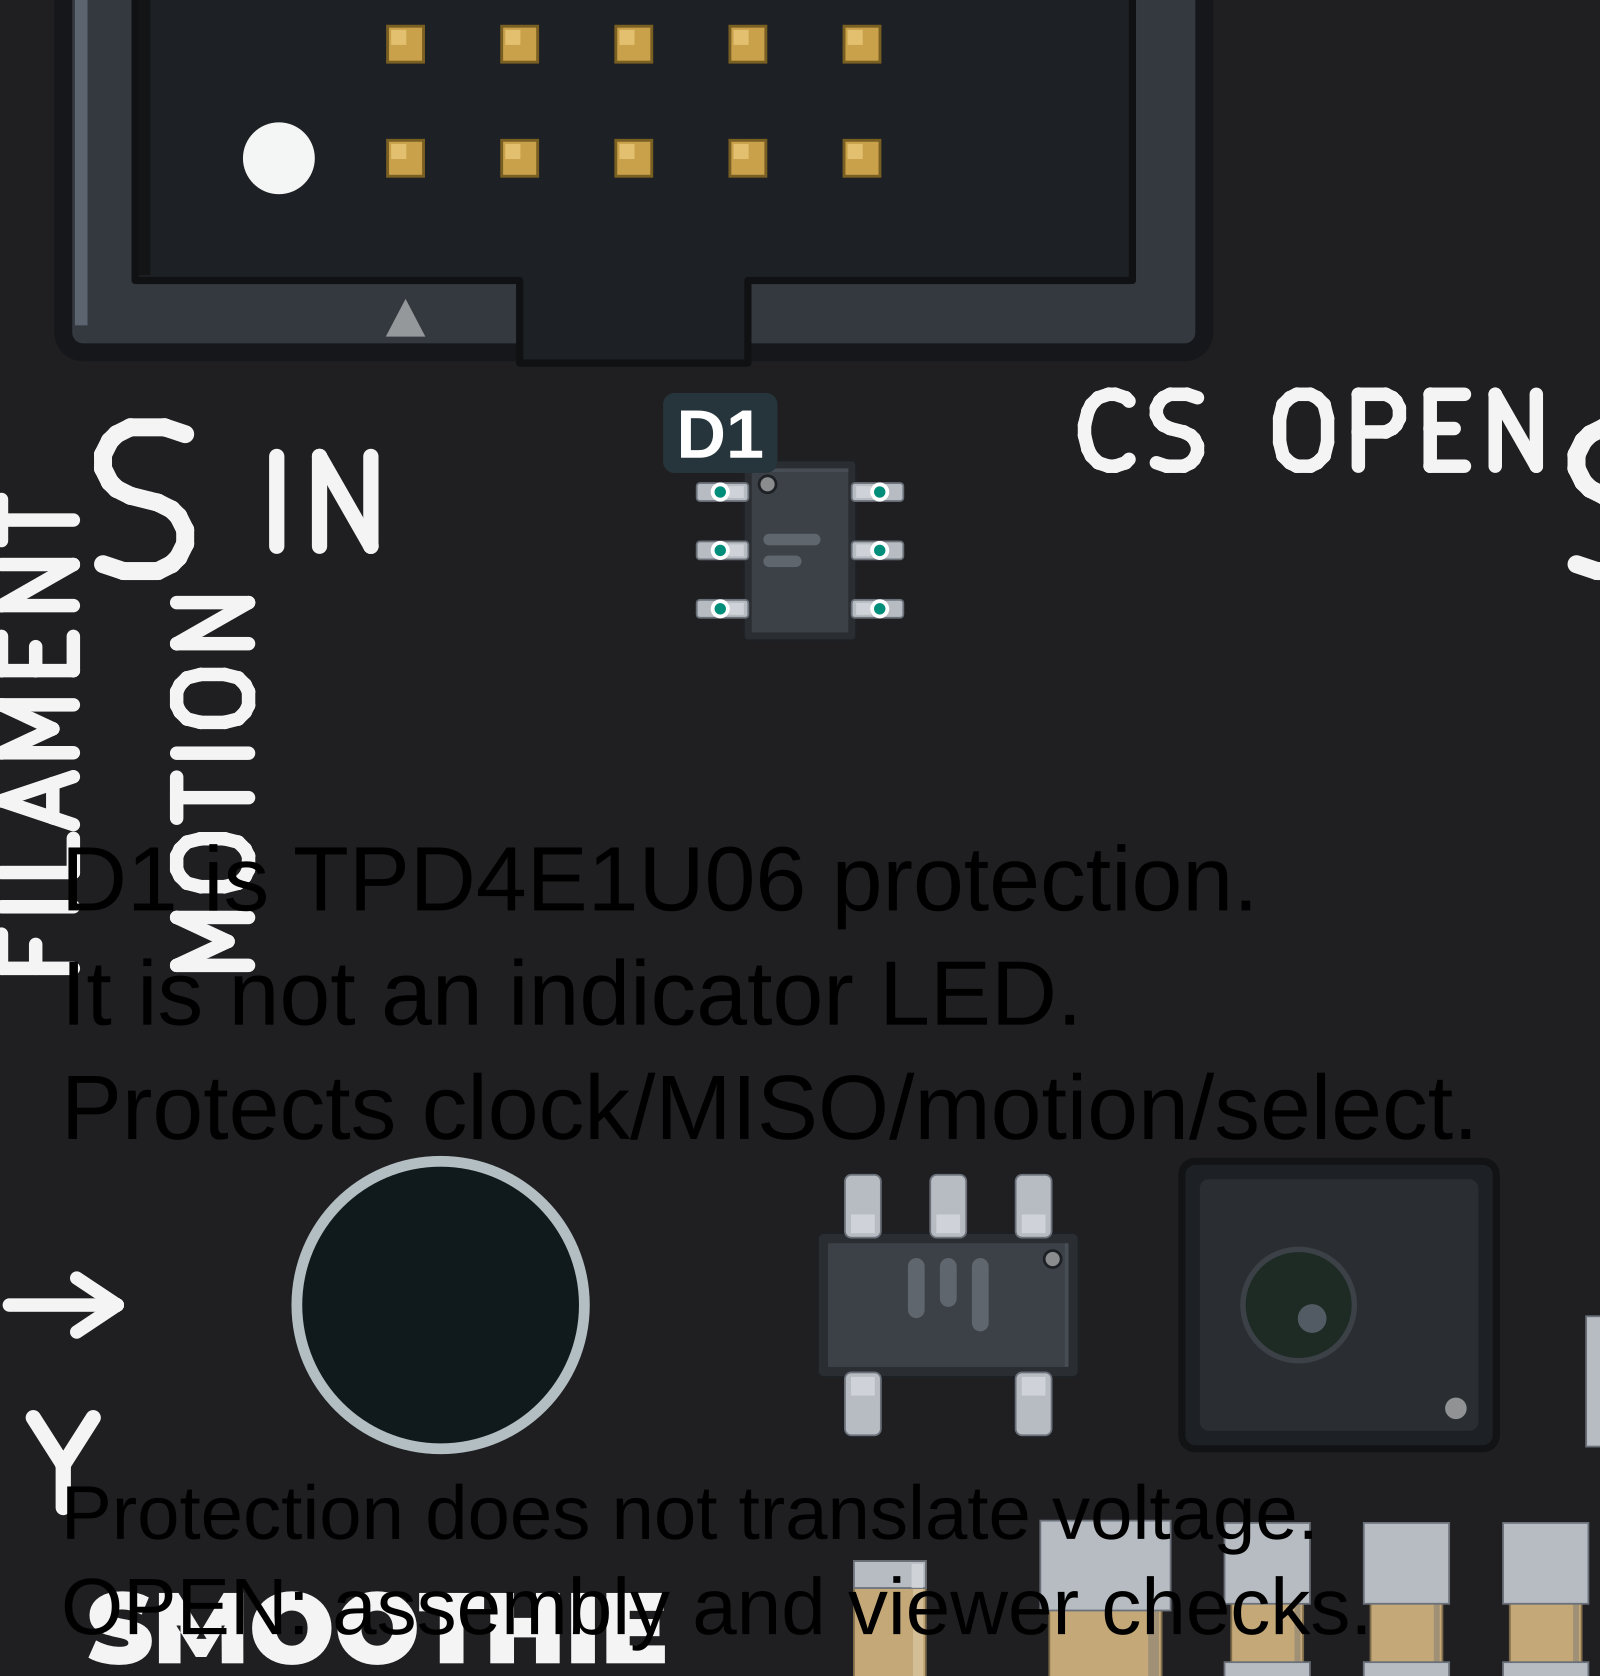 D1
CS OPEN
S IN
FILAMENT
MOTION
D1 is TPD4E1U06 protection.
It is not an indicator LED.
Protects clock/MISO/motion/select.
Y
Protection does not translate voltage.
OPEN: assembly and viewer checks.
SMOOTHIE